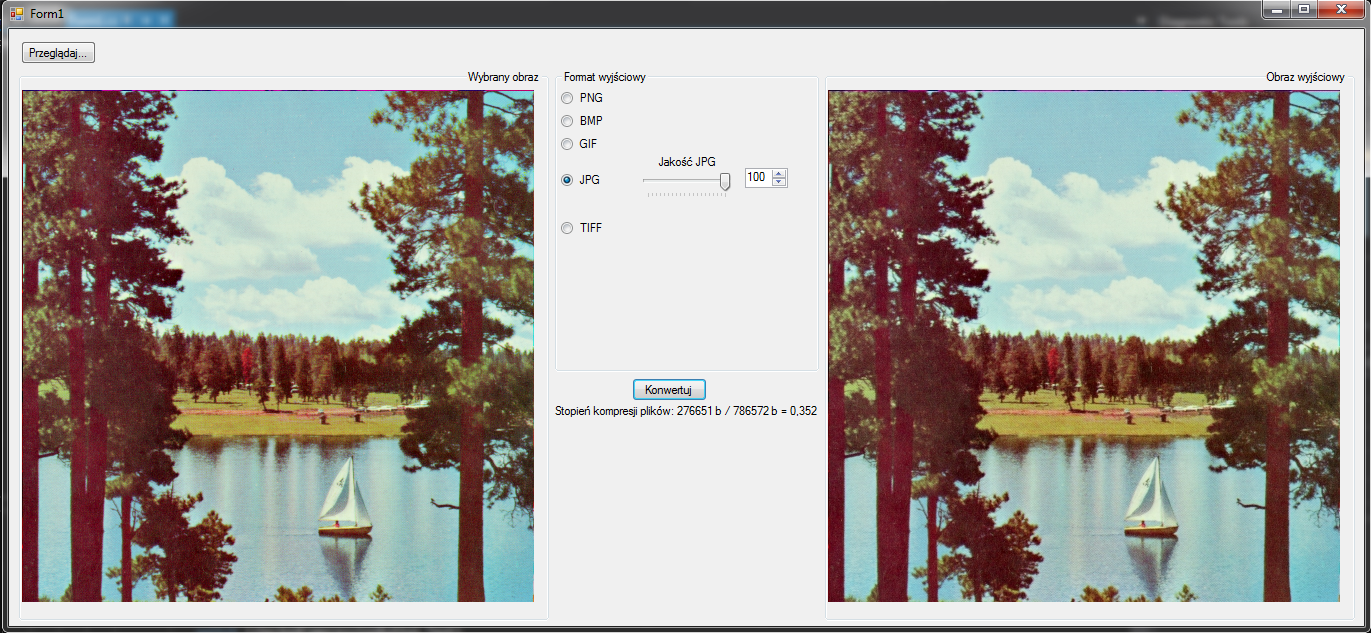 Form1
Przeglądaj...
Wybrany obraz
Format wyjściowy
PNG
BMP
GIF
JPG
Jakość JPG
100
TIFF
Konwertuj
Stopień kompresji plików: 276651 b / 786572 b = 0,352
Obraz wyjściowy